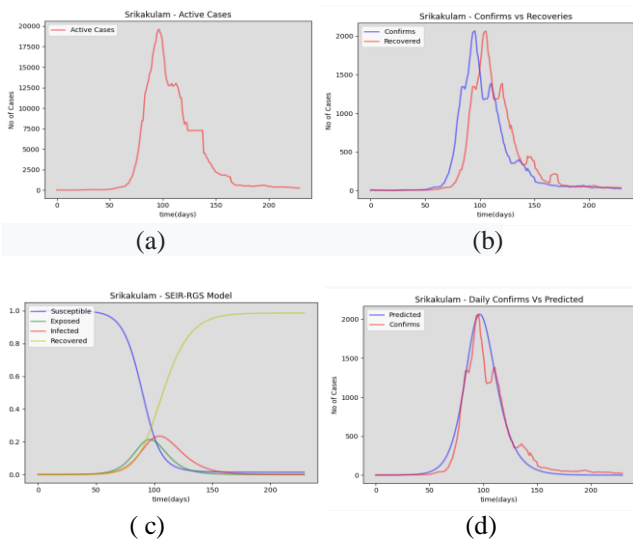 Srikakulam - Active Cases
Active Cases
20000
17500
15000
12500
10000
7500
5000
2500
0
No of Cases
0 50 100 150 200
time(days)
(a)
Srikakulam - Confirms vs Recoveries
Confirms
Recovered
2000
1500
1000
500
0
No of Cases
0 50 100 150 200
time(days)
(b)
Srikakulam - SEIR-RGS Model
Susceptible
Exposed
Infected
Recovered
1.0
0.8
0.6
0.4
0.2
0.0
0 50 100 150 200
time(days)
( c)
Srikakulam - Daily Confirms Vs Predicted
Predicted
Confirms
2000
1500
1000
500
0
No of Cases
0 50 100 150 200
time(days)
(d)